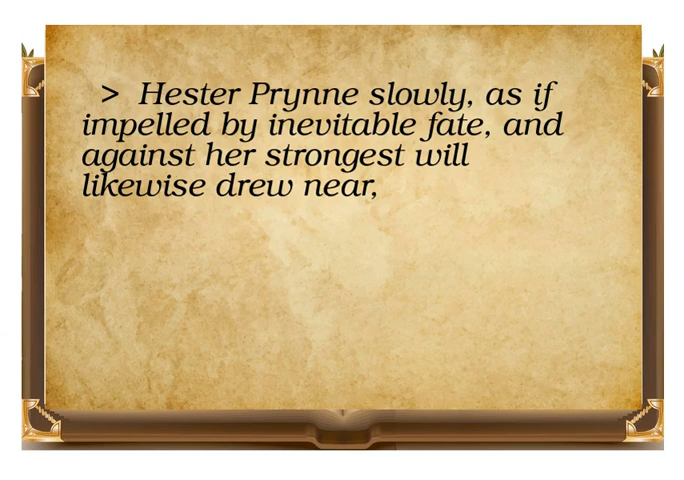 > Hester Prynne slowly, as if
impelled by inevitable fate, and
against her strongest will
likewise drew near,